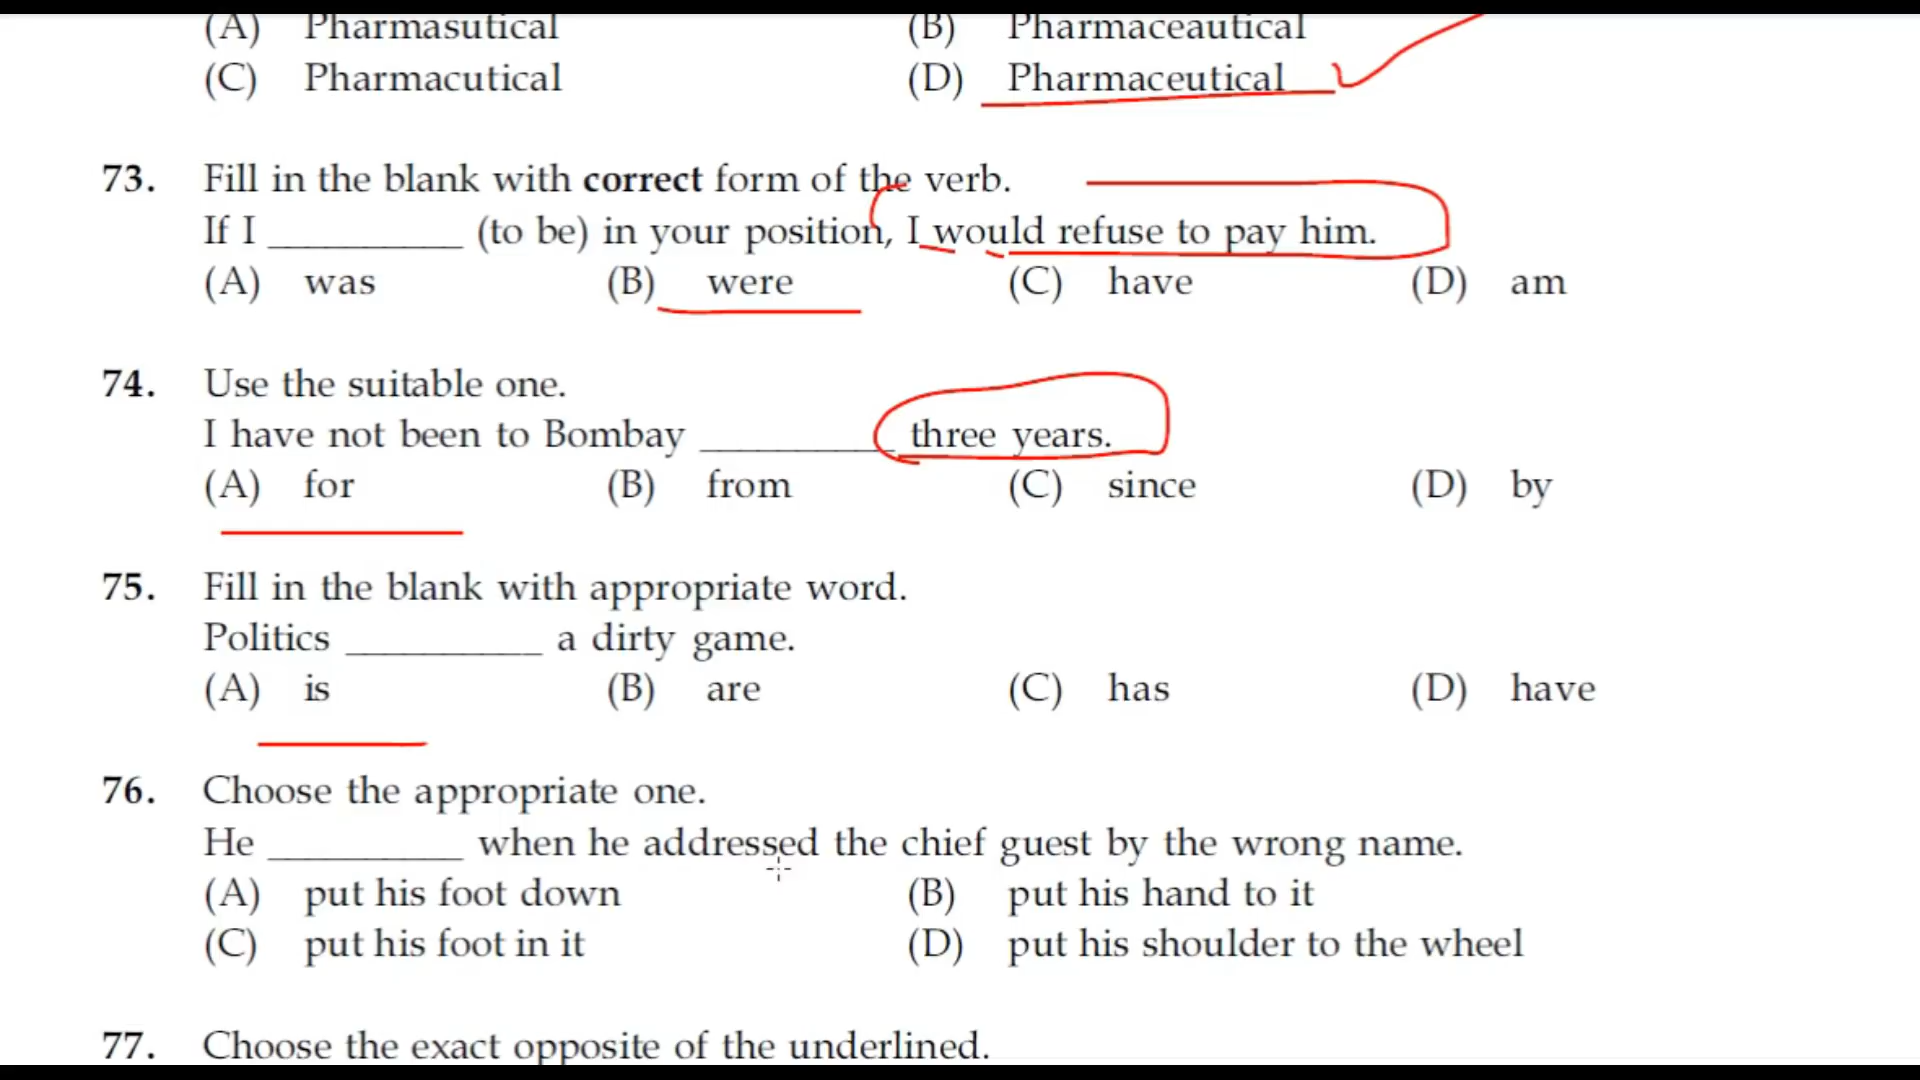 (A) Pharmasutical (B) Pharmaceautical
(C) Pharmacutical (D) Pharmaceutical
73. Fill in the blank with correct form of the verb.
If I __________ (to be) in your position, I would refuse to pay him.
(A) was (B) were (C) have (D) am
74. Use the suitable one.
I have not been to Bombay __________ three years.
(A) for (B) from (C) since (D) by
75. Fill in the blank with appropriate word.
Politics __________ a dirty game.
(A) is (B) are (C) has (D) have
76. Choose the appropriate one.
He __________ when he addressed the chief guest by the wrong name.
(A) put his foot down (B) put his hand to it
(C) put his foot in it (D) put his shoulder to the wheel
77. Choose the exact opposite of the underlined.